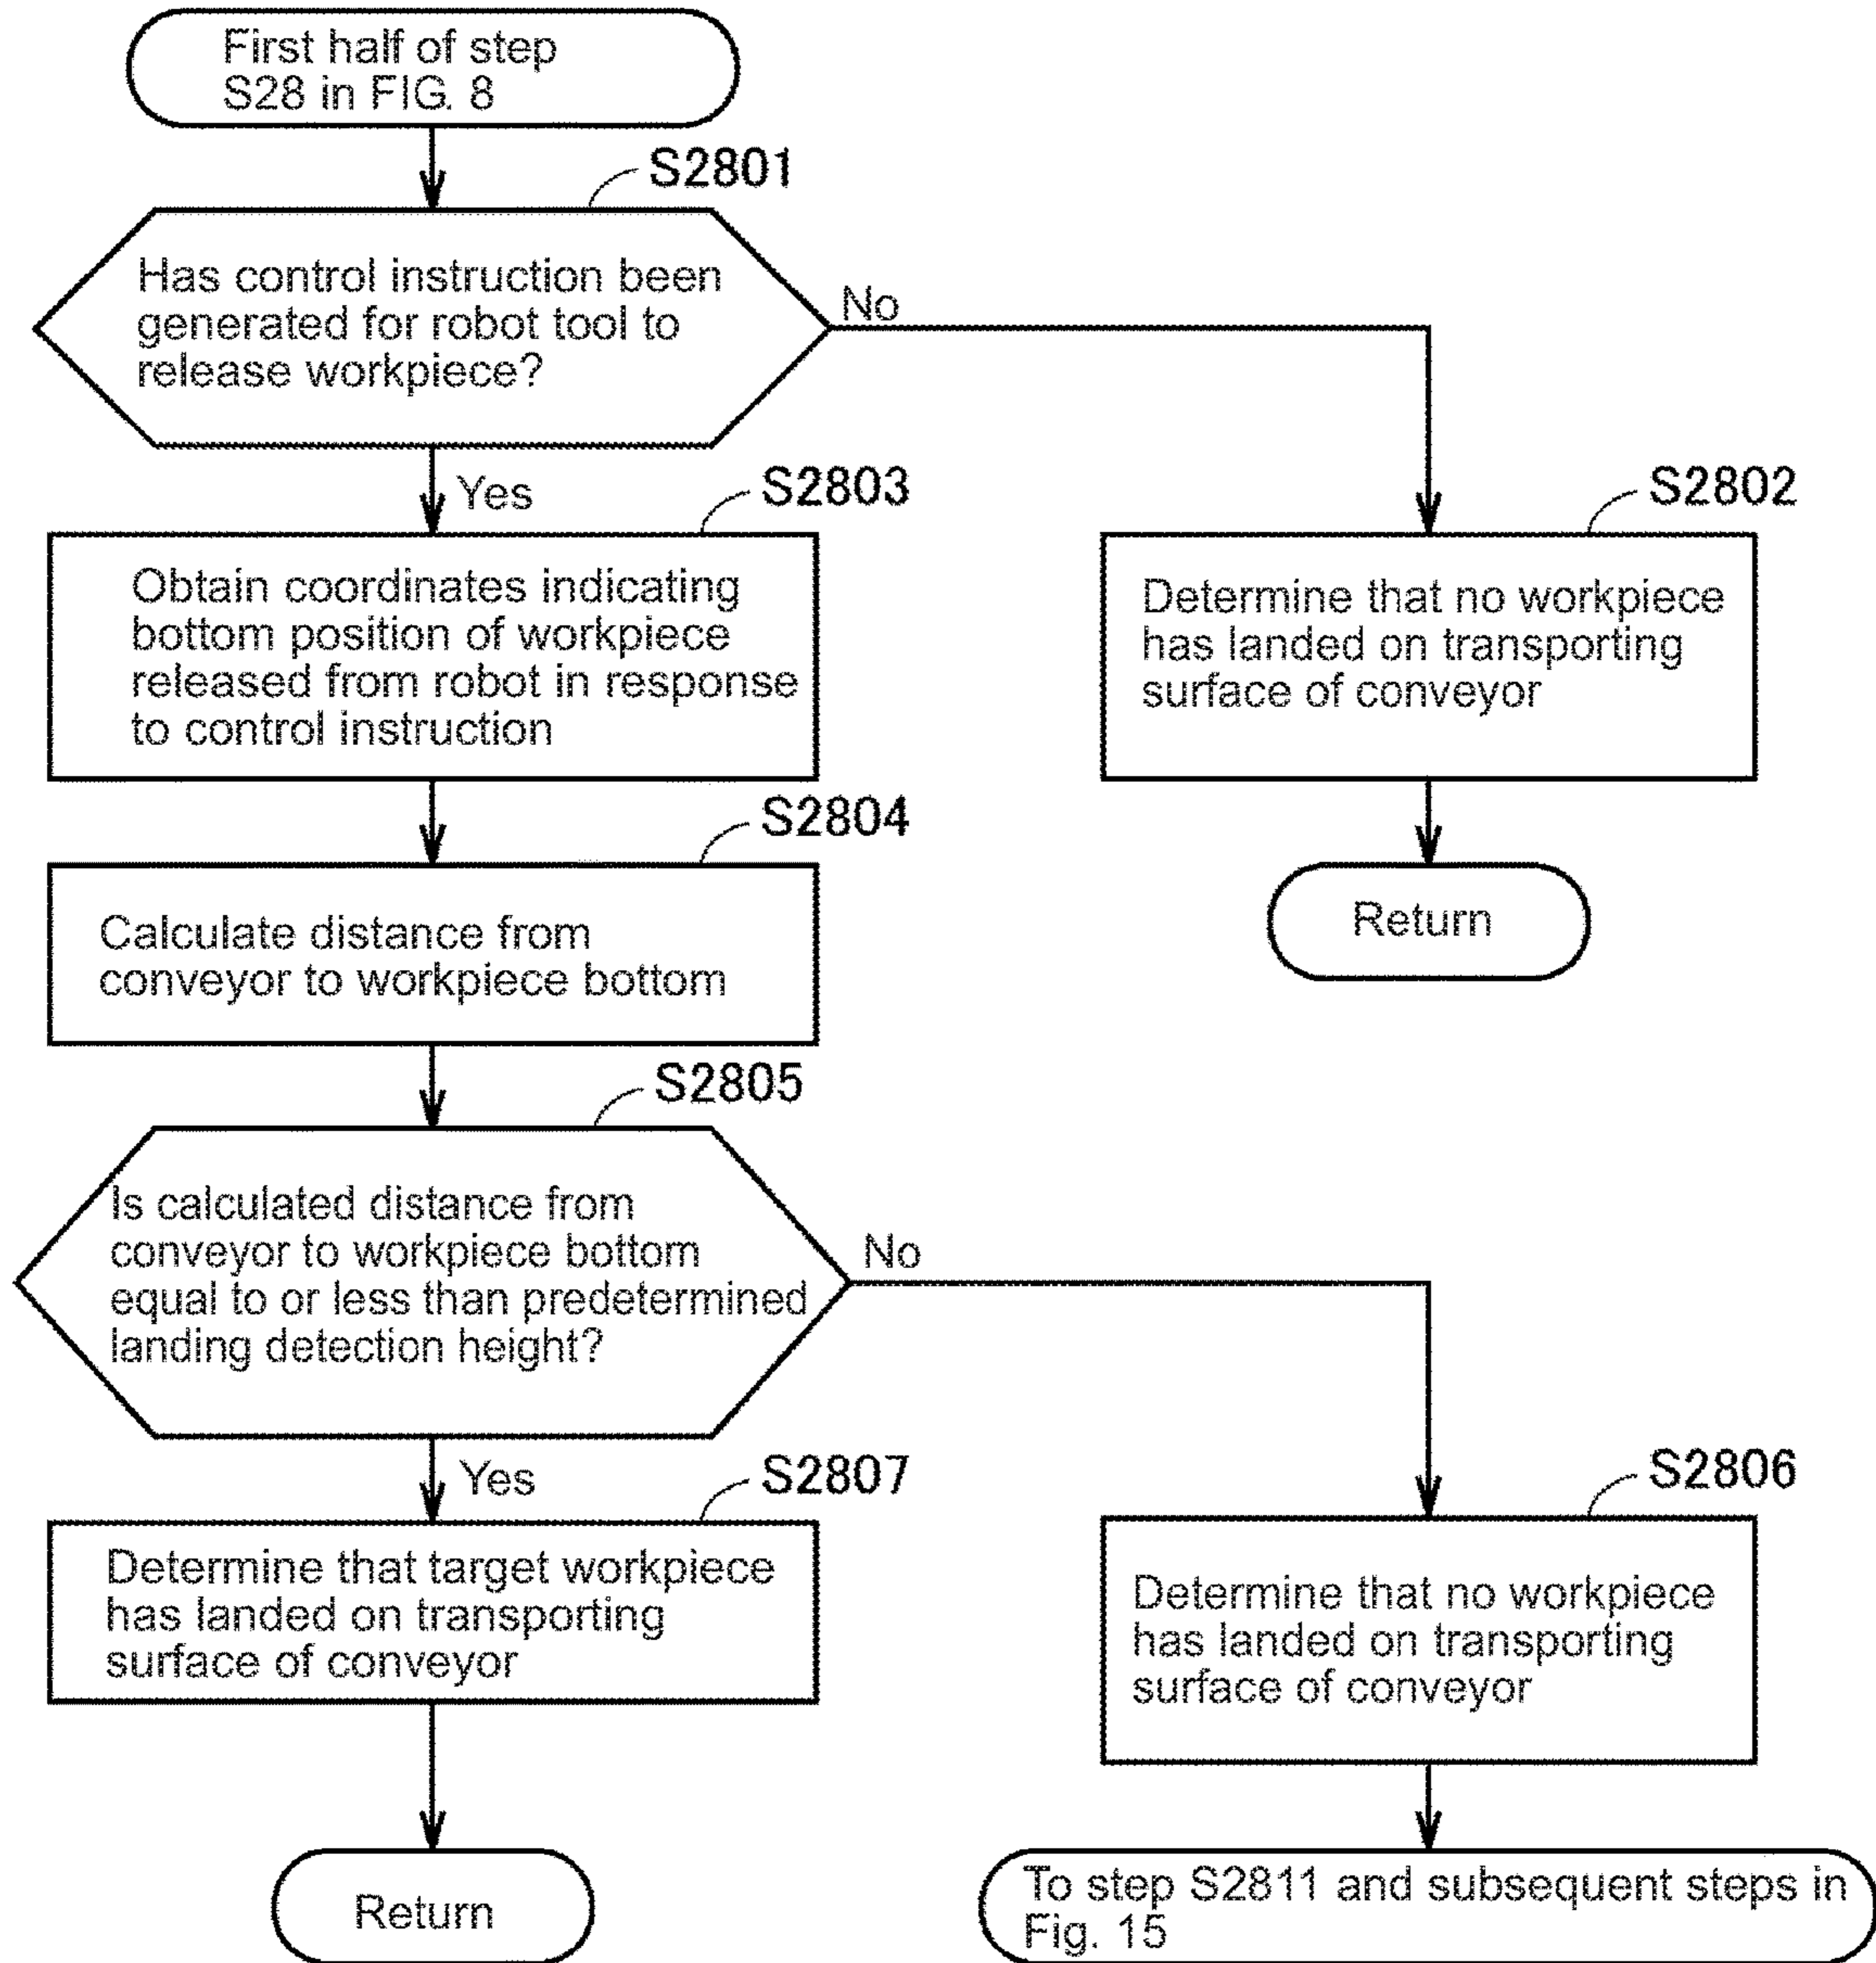 First half of step
S28 in FIG. 8
S2801
Has control instruction been
generated for robot tool to
release workpiece?
No
Yes
S2803
Obtain coordinates indicating
bottom position of workpiece
released from robot in response
to control instruction
S2802
Determine that no workpiece
has landed on transporting
surface of conveyor
Return
S2804
Calculate distance from
conveyor to workpiece bottom
S2805
Is calculated distance from
conveyor to workpiece bottom
equal to or less than predetermined
landing detection height?
No
Yes
S2807
Determine that target workpiece
has landed on transporting
surface of conveyor
Return
S2806
Determine that no workpiece
has landed on transporting
surface of conveyor
To step S2811 and subsequent steps in
Fig. 15